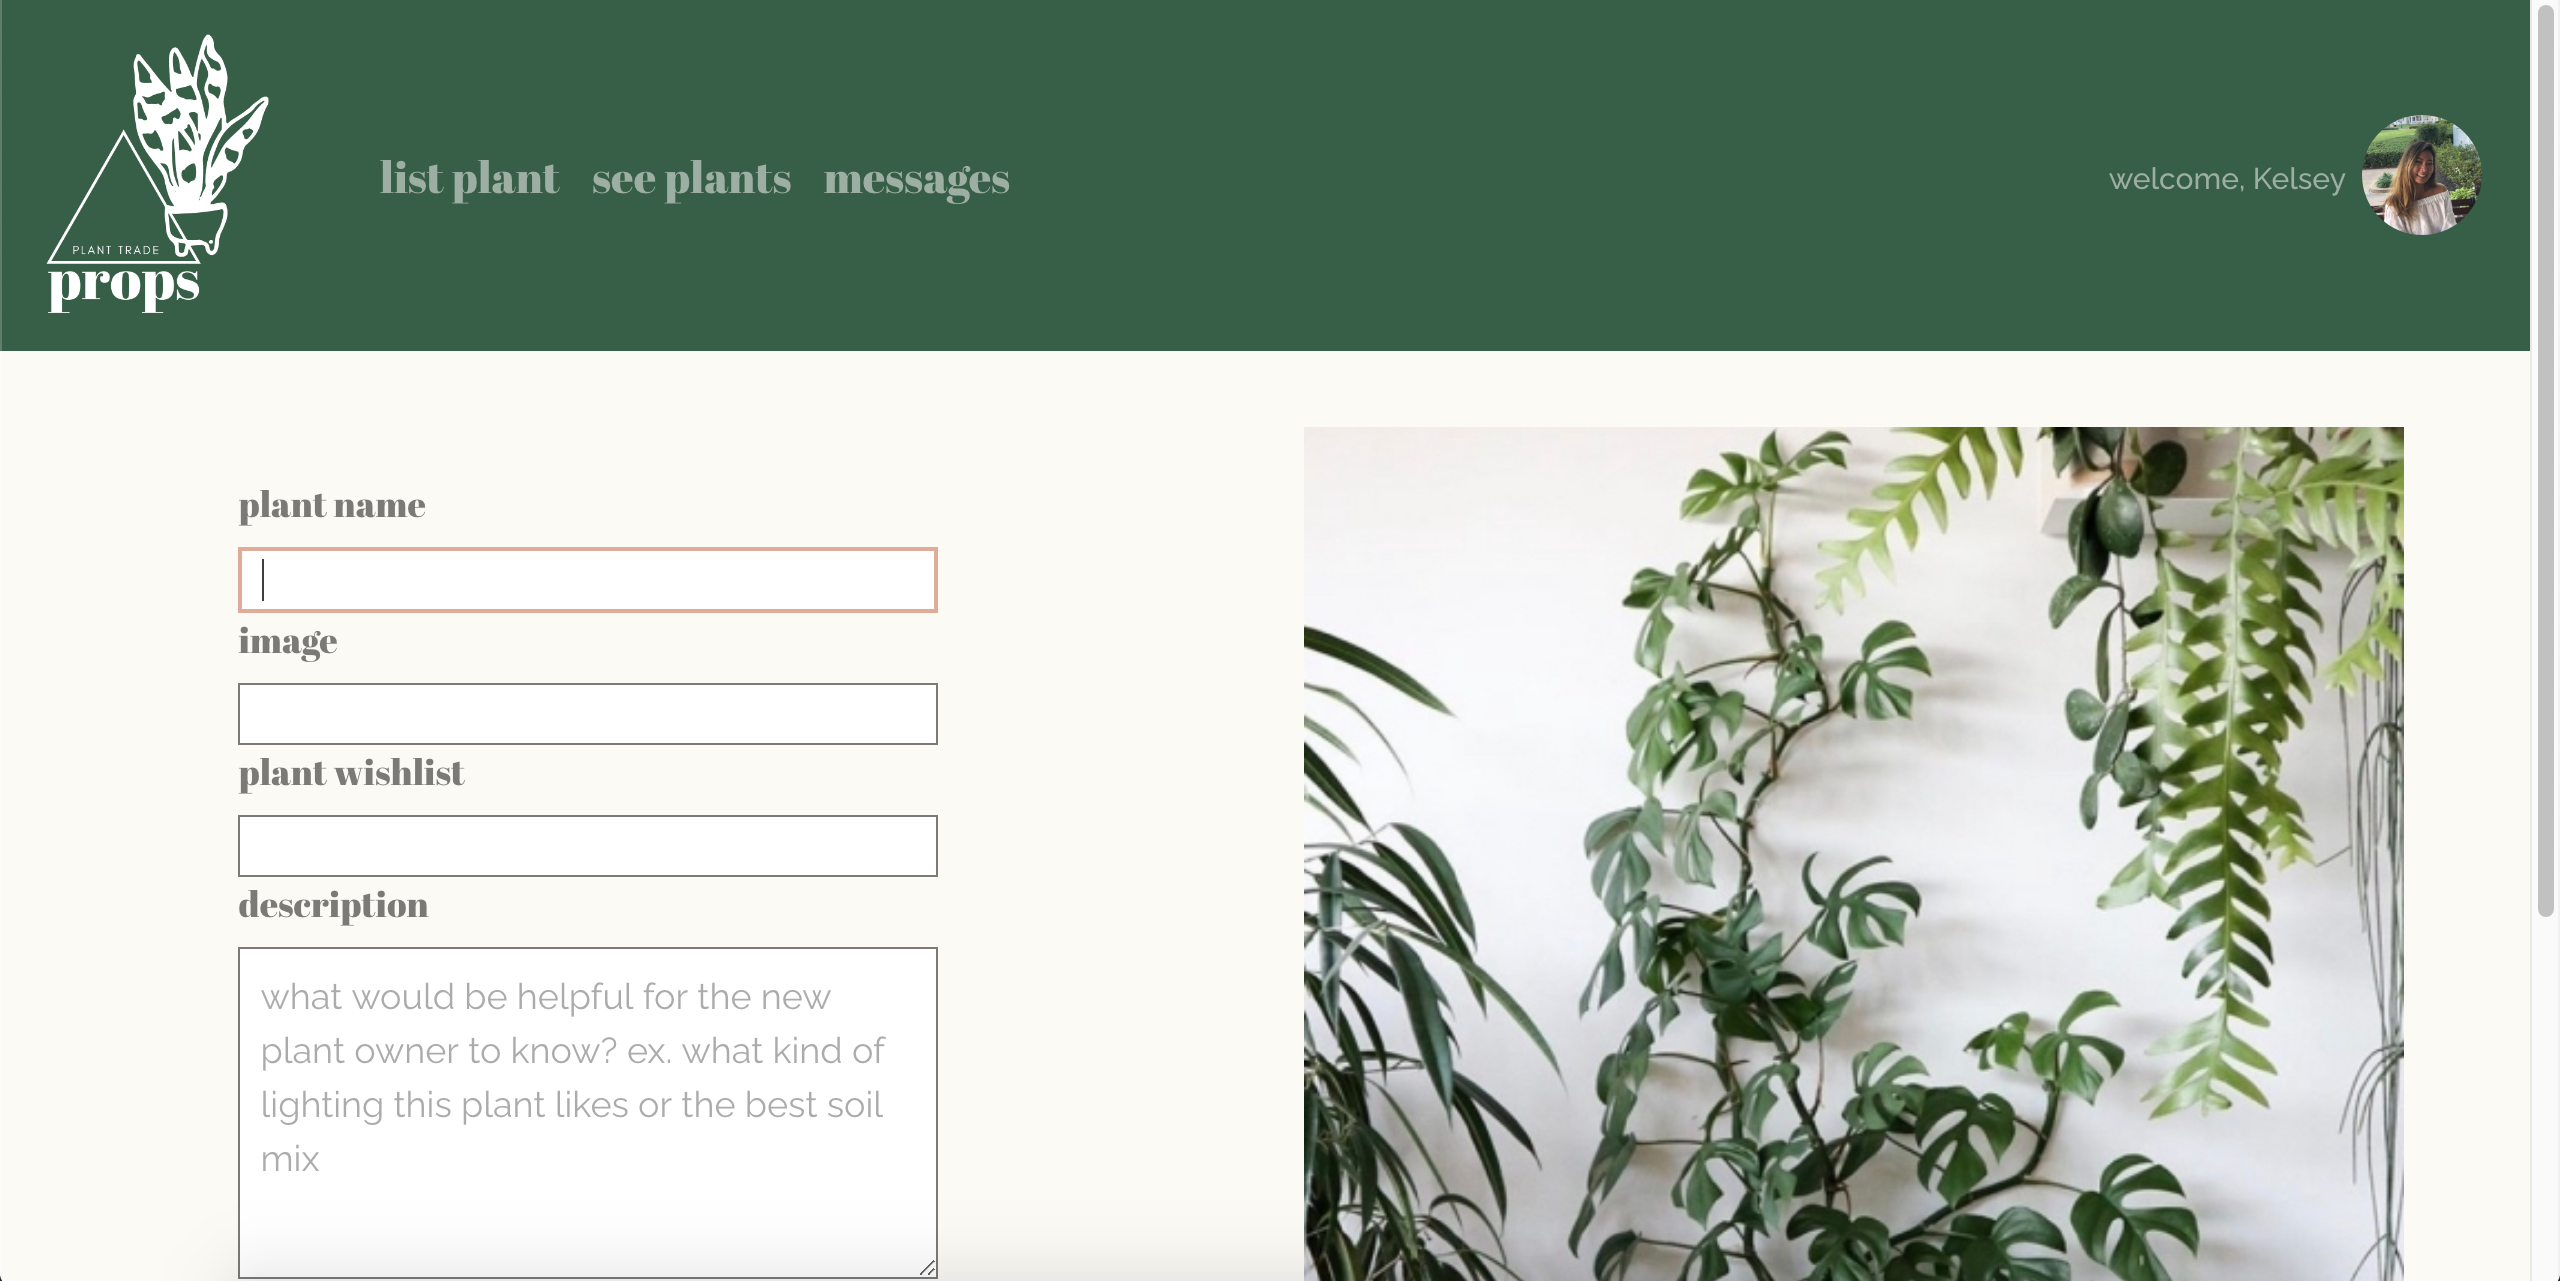 PLANT TRADE
props
list plant see plants messages
welcome, Kelsey
plant name
image
plant wishlist
description
what would be helpful for the new
plant owner to know? ex. what kind of
lighting this plant likes or the best soil
mix